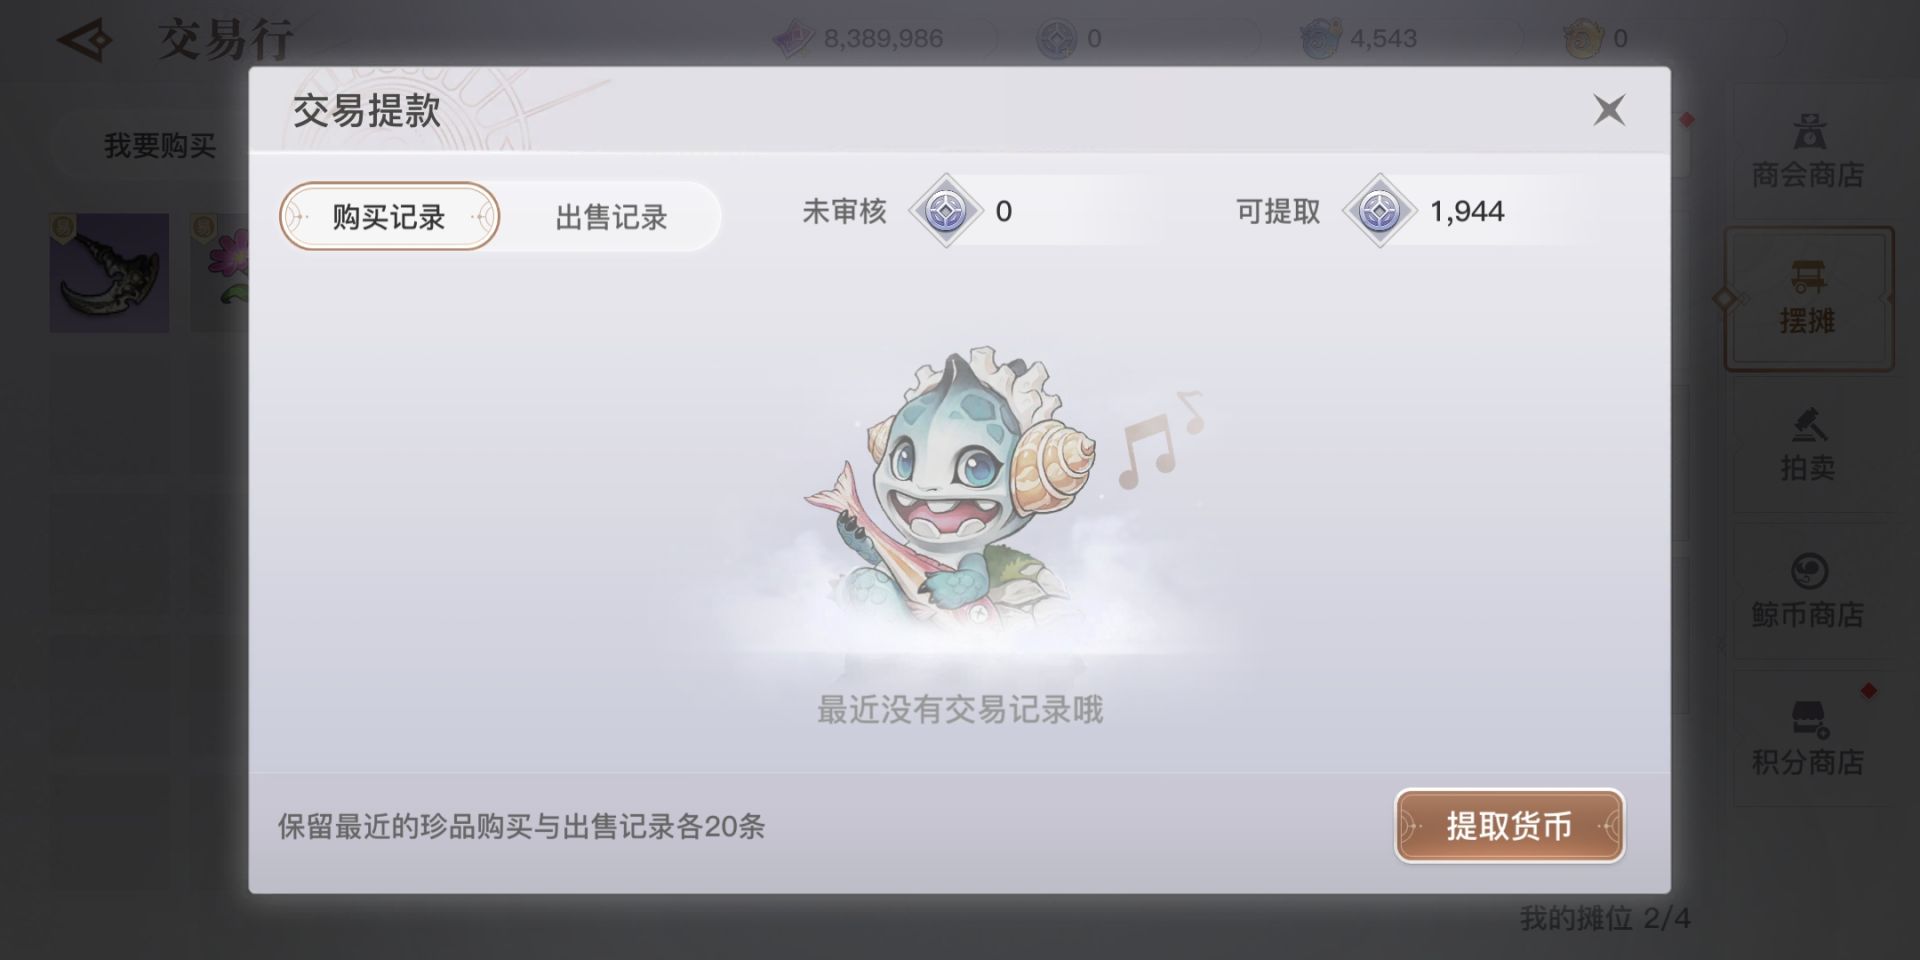 交易行
8,389,986
0
4,543
0
交易提款
我要购买
购买记录
出售记录
未审核
0
可提取
1,944
商会商店
摆摊
拍卖
鲸币商店
积分商店
最近没有交易记录哦
保留最近的珍品购买与出售记录各20条
提取货币
我的摊位 2/4